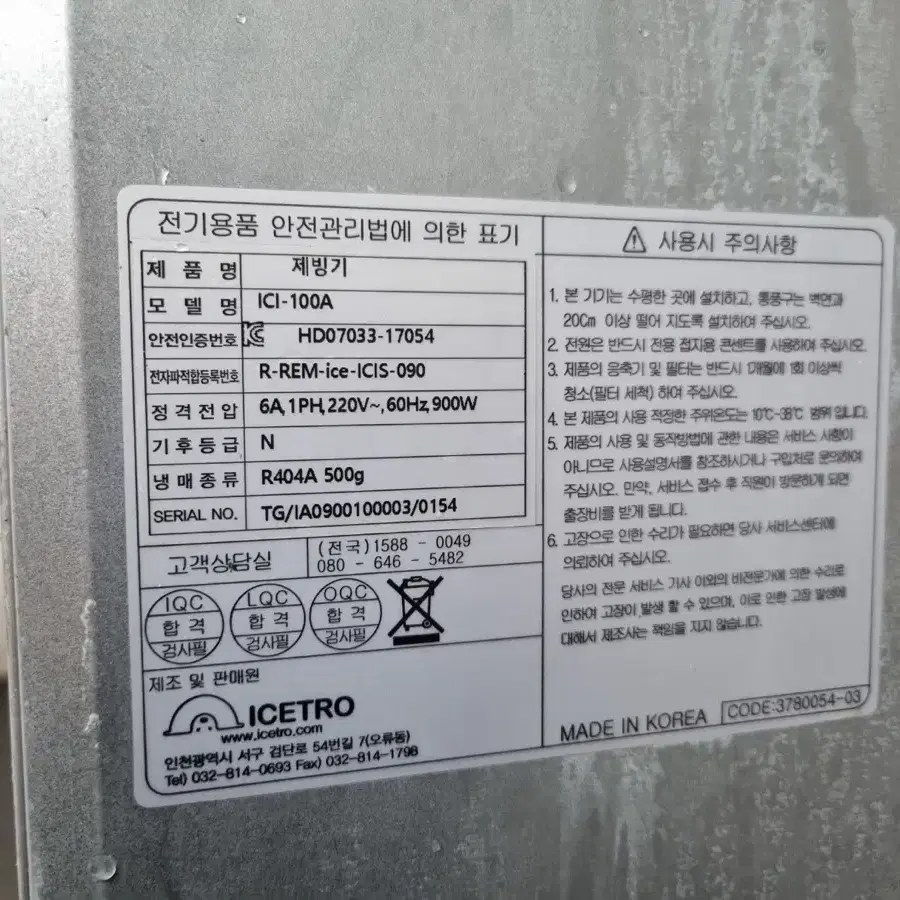 전기용품 안전관리법에 의한 표기
제 품 명 제빙기
모 델 명 ICI-100A
안전인증번호 HD07033-17054
전자파적합등록번호 R-REM-ice-ICIS-090
정 격 전 압 6A,1PH,220V~,60Hz,900W
기 후 등 급 N
냉 매 종 류 R404A 500g
SERIAL NO. TG/IA0900100003/0154
고객상담실 (전국)1588 - 0049
080 - 646 - 5482
IQC 합 격 검사필
LQC 합 격 검사필
OQC 합 격 검사필
제조 및 판매원
ICETRO
www.icetro.com
인천광역시 서구 검단로 54번길 7(오류동)
Tel) 032-814-0693 Fax) 032-814-1798
사용시 주의사항
1. 본 기기는 수평한 곳에 설치하고, 통풍구는 벽면과
20Cm 이상 떨어 지도록 설치하여 주십시오.
2. 전원은 반드시 전용 접지용 콘센트를 사용하여 주십시오.
3. 제품의 응축기 및 필터는 반드시 1개월에 1회 이상씩
청소(필터 세척) 하여 주십시오.
4. 본 제품의 사용 적정한 주위온도는 10℃~38℃ 범위 입니다.
5. 제품의 사용 및 동작방법에 관한 내용은 서비스 사항이
아니므로 사용설명서를 참조하시거나 구입처로 문의하여
주십시오. 만약, 서비스 접수 후 직원이 방문하게 되면
출장비를 받게 됩니다.
6. 고장으로 인한 수리가 필요하면 당사 서비스센터에
의뢰하여 주십시오.
당사의 전문 서비스 기사 이외의 비전문가에 의한 수리로
인하여 고장이 발생 할 수 있으며, 이로 인한 고장 발생에
대해서 제조사는 책임을 지지 않습니다.
MADE IN KOREA CODE:3780054-03